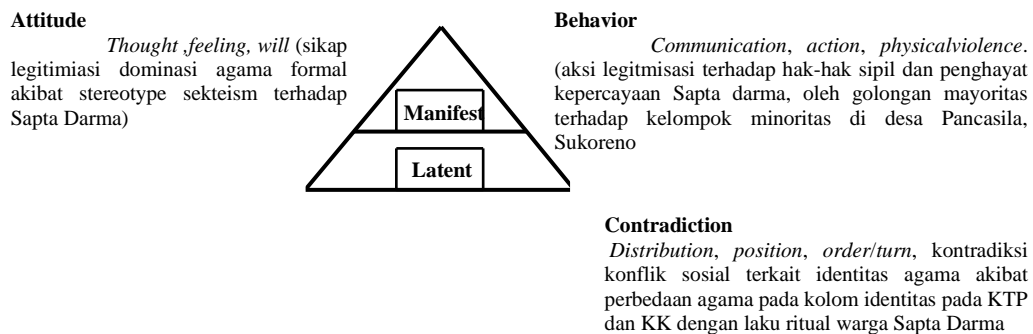 Attitude
Thought ,feeling, will (sikap
legitimiasi dominasi agama formal
akibat stereotype sekteism terhadap
Sapta Darma)
Manifest
Latent
Behavior
Communication, action, physicalviolence.
(aksi legitmisasi terhadap hak-hak sipil dan penghayat
kepercayaan Sapta darma, oleh golongan mayoritas
terhadap kelompok minoritas di desa Pancasila,
Sukoreno
Contradiction
Distribution, position, order/turn, kontradiksi
konflik sosial terkait identitas agama akibat
perbedaan agama pada kolom identitas pada KTP
dan KK dengan laku ritual warga Sapta Darma